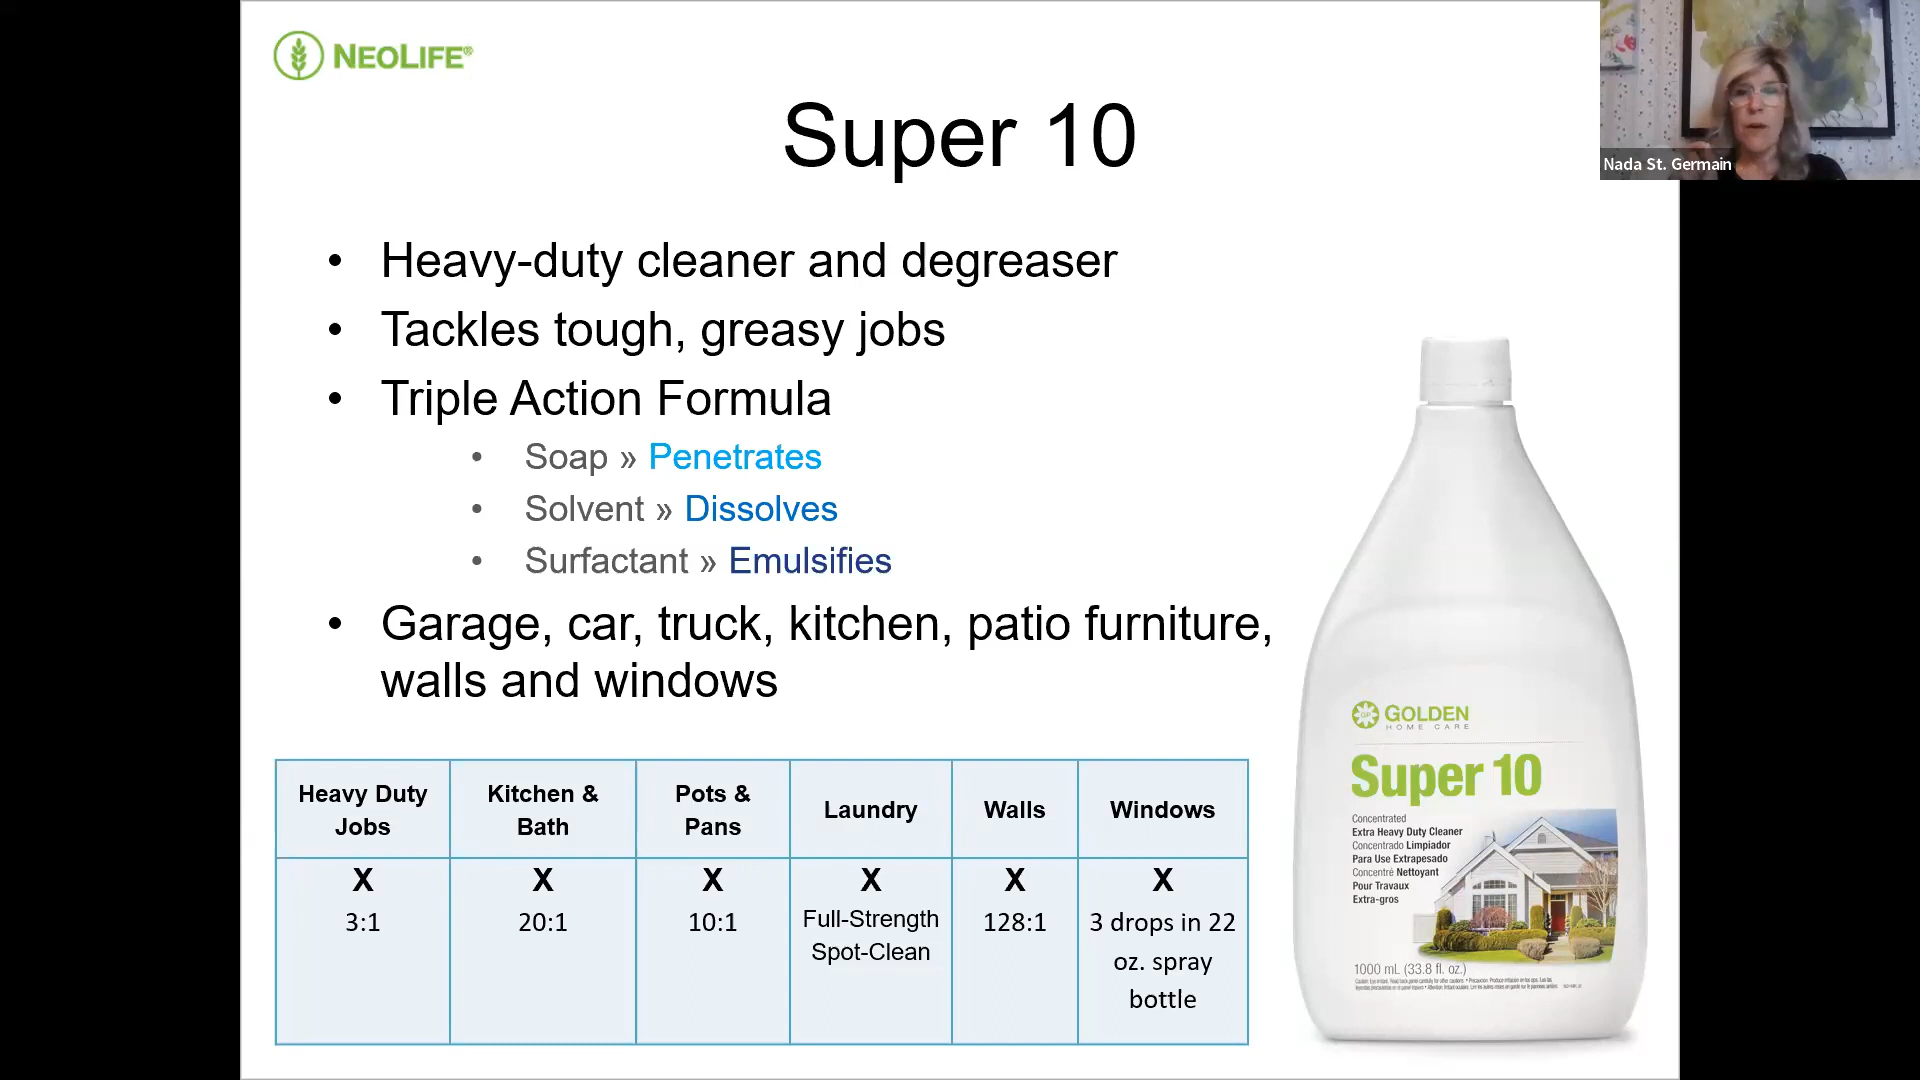 NEOLIFE®
Nada St. Germain
Super 10
• Heavy-duty cleaner and degreaser
• Tackles tough, greasy jobs
• Triple Action Formula
• Soap » Penetrates
• Solvent » Dissolves
• Surfactant » Emulsifies
• Garage, car, truck, kitchen, patio furniture,
walls and windows
Heavy Duty
Jobs
Kitchen &
Bath
Pots &
Pans
Laundry
Walls
Windows
X
3:1
X
20:1
X
10:1
X
Full-Strength
Spot-Clean
X
128:1
X
3 drops in 22
oz. spray
bottle
GOLDEN
HOME CARE
Super 10
Concentrated
Extra Heavy Duty Cleaner
Concentrado Limpiador
Para Use Extrapesado
Concentré Nettoyant
Pour Travaux
Extra-gros
1000 mL (33.8 fl. oz.)